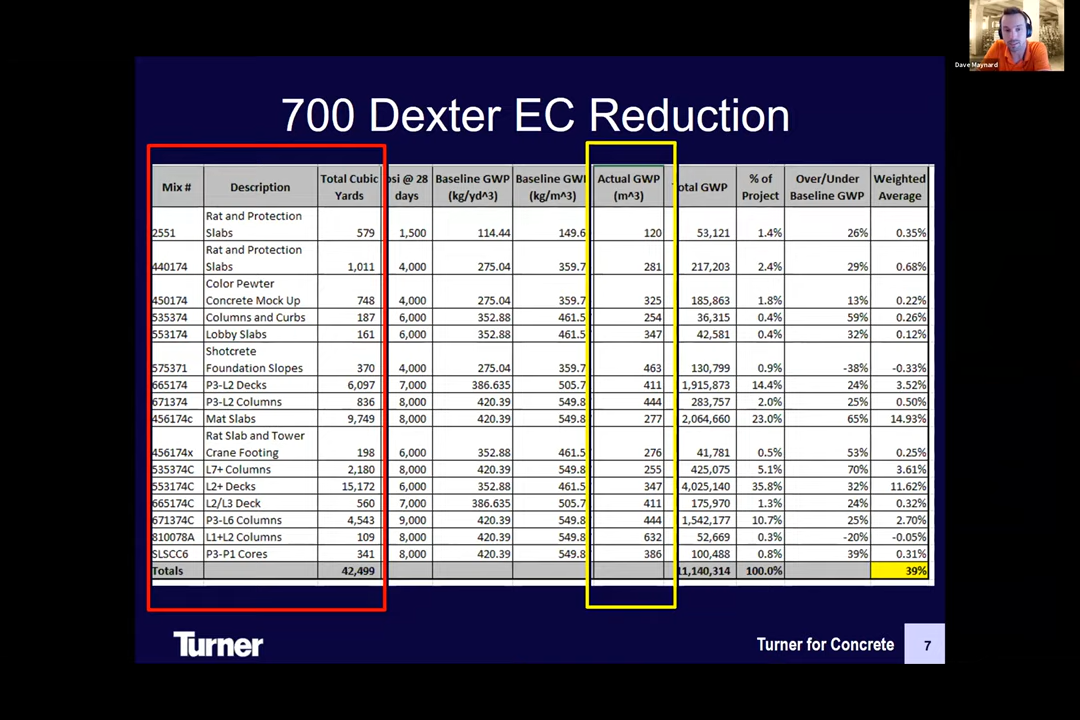 Dave Maynard
700 Dexter EC Reduction
Mix # Description Total Cubic Yards psi @ 28 days Baseline GWP (kg/yd^3) Baseline GWP (kg/m^3) Actual GWP (m^3) Total GWP % of Project Over/Under Baseline GWP Weighted Average
2551 Rat and Protection Slabs 579 1,500 114.44 149.6 120 53,121 1.4% 26% 0.35%
440174 Rat and Protection Slabs 1,011 4,000 275.04 359.7 281 217,203 2.4% 29% 0.68%
450174 Color Pewter Concrete Mock Up 748 4,000 275.04 359.7 325 185,863 1.8% 13% 0.22%
535374 Columns and Curbs 187 6,000 352.88 461.5 254 36,315 0.4% 59% 0.26%
553174 Lobby Slabs 161 6,000 352.88 461.5 347 42,581 0.4% 32% 0.12%
575371 Shotcrete Foundation Slopes 370 4,000 275.04 359.7 463 130,799 0.9% -38% -0.33%
665174 P3-L2 Decks 6,097 7,000 386.635 505.7 411 1,915,873 14.4% 24% 3.52%
671374 P3-L2 Columns 836 8,000 420.39 549.8 444 283,757 2.0% 25% 0.50%
456174c Mat Slabs 9,749 8,000 420.39 549.8 277 2,064,660 23.0% 65% 14.93%
456174x Rat Slab and Tower Crane Footing 198 6,000 352.88 461.5 276 41,781 0.5% 53% 0.25%
535374C L7+ Columns 2,180 8,000 420.39 549.8 255 425,075 5.1% 70% 3.61%
553174C L2+ Decks 15,172 6,000 352.88 461.5 347 4,025,140 35.8% 32% 11.62%
665174C L2/L3 Deck 560 7,000 386.635 505.7 411 175,970 1.3% 24% 0.32%
671374C P3-L6 Columns 4,543 9,000 420.39 549.8 444 1,542,177 10.7% 25% 2.70%
810078A L1+L2 Columns 109 8,000 420.39 549.8 632 52,669 0.3% -20% -0.05%
SLSCC6 P3-P1 Cores 341 8,000 420.39 549.8 386 100,488 0.8% 39% 0.31%
Totals 42,499 11,140,314 100.0% 39%
Turner
Turner for Concrete 7